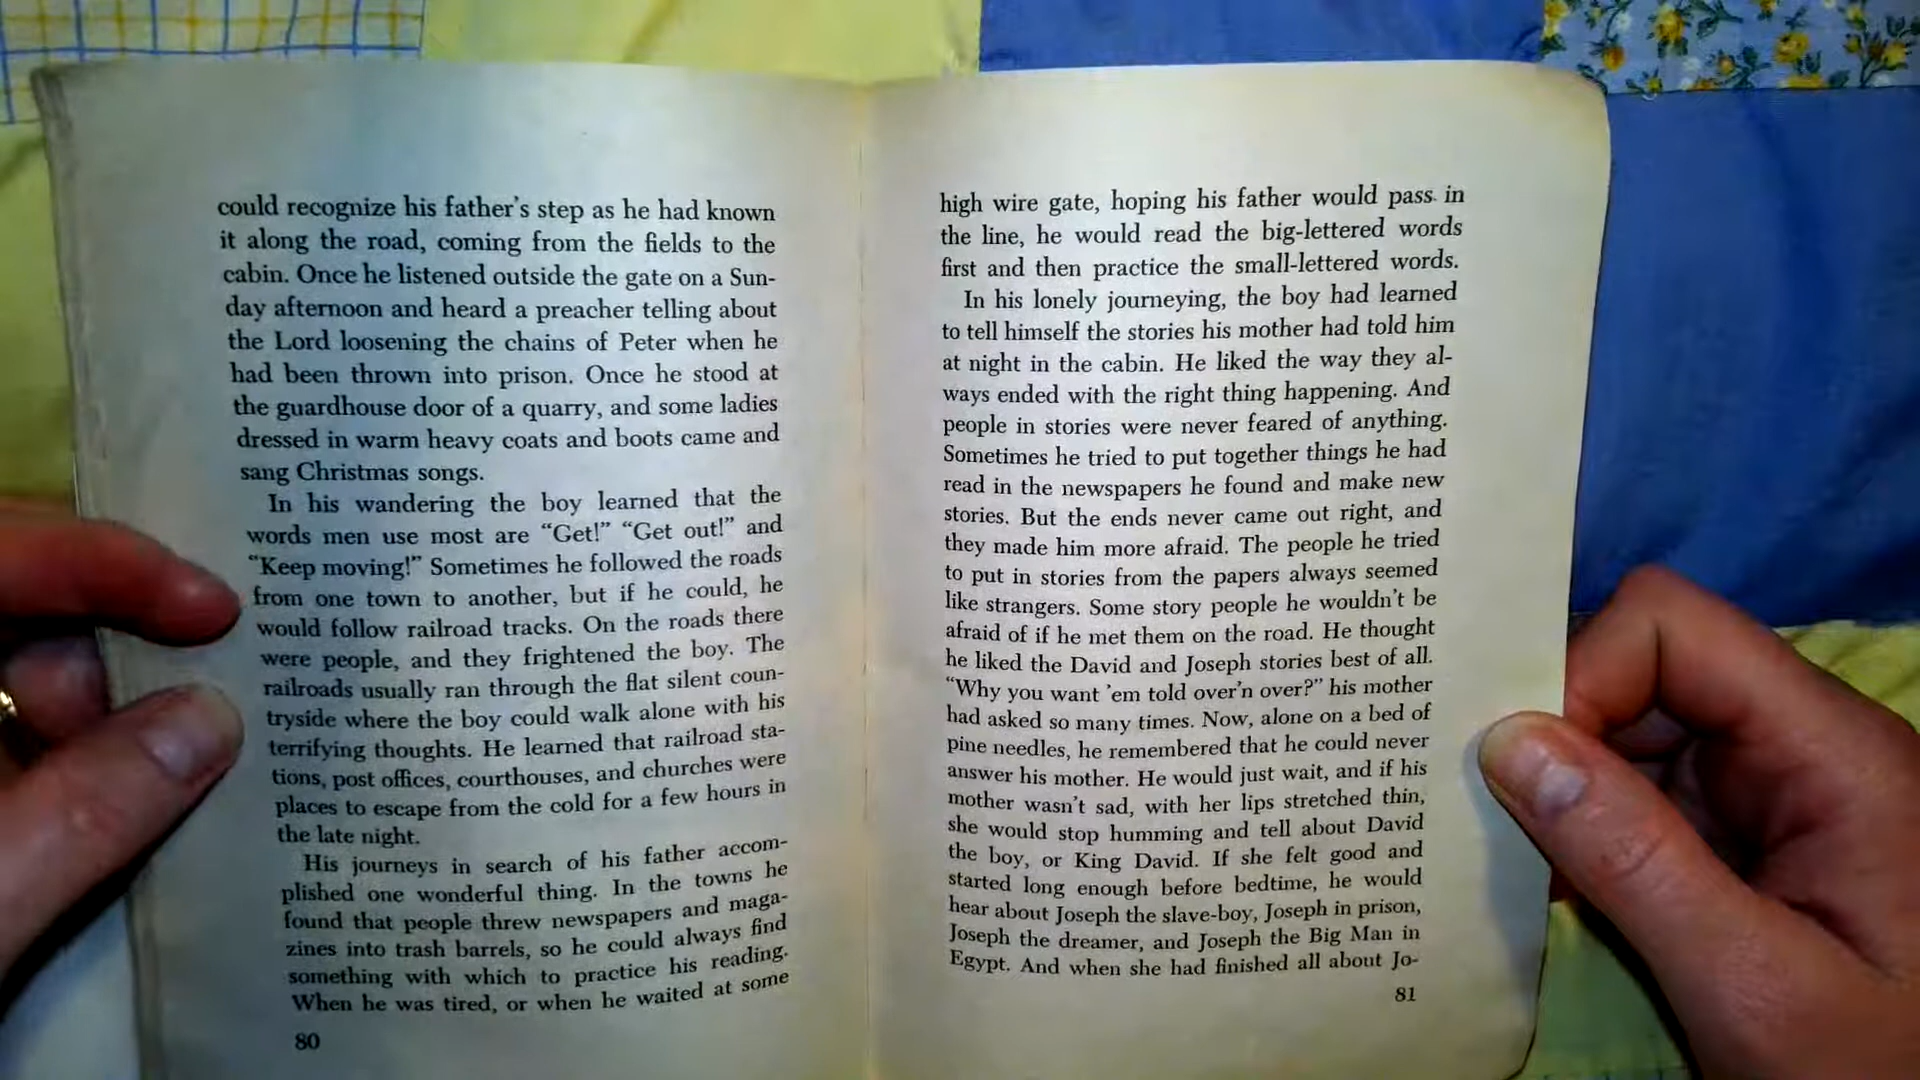 could recognize his father's step as he had known
it along the road, coming from the fields to the
cabin. Once he listened outside the gate on a Sun-
day afternoon and heard a preacher telling about
the Lord loosening the chains of Peter when he
had been thrown into prison. Once he stood at
the guardhouse door of a quarry, and some ladies
dressed in warm heavy coats and boots came and
sang Christmas songs.
In his wandering the boy learned that the
words men use most are “Get!” “Get out!” and
“Keep moving!” Sometimes he followed the roads
from one town to another, but if he could, he
would follow railroad tracks. On the roads there
were people, and they frightened the boy. The
railroads usually ran through the flat silent coun-
tryside where the boy could walk alone with his
terrifying thoughts. He learned that railroad sta-
tions, post offices, courthouses, and churches were
places to escape from the cold for a few hours in
the late night.
His journeys in search of his father accom-
plished one wonderful thing. In the towns he
found that people threw newspapers and maga-
zines into trash barrels, so he could always find
something with which to practice his reading.
When he was tired, or when he waited at some
80
high wire gate, hoping his father would pass in
the line, he would read the big-lettered words
first and then practice the small-lettered words.
In his lonely journeying, the boy had learned
to tell himself the stories his mother had told him
at night in the cabin. He liked the way they al-
ways ended with the right thing happening. And
people in stories were never feared of anything.
Sometimes he tried to put together things he had
read in the newspapers he found and make new
stories. But the ends never came out right, and
they made him more afraid. The people he tried
to put in stories from the papers always seemed
like strangers. Some story people he wouldn't be
afraid of if he met them on the road. He thought
he liked the David and Joseph stories best of all.
“Why you want 'em told over'n over?” his mother
had asked so many times. Now, alone on a bed of
pine needles, he remembered that he could never
answer his mother. He would just wait, and if his
mother wasn't sad, with her lips stretched thin,
she would stop humming and tell about David
the boy, or King David. If she felt good and
started long enough before bedtime, he would
hear about Joseph the slave-boy, Joseph in prison,
Joseph the dreamer, and Joseph the Big Man in
Egypt. And when she had finished all about Jo-
81